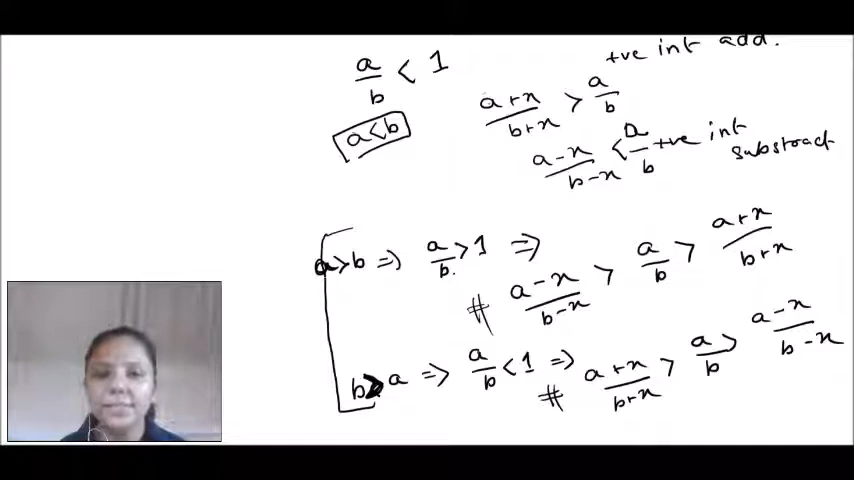 a/b < 1
+ve int add.
a+x/b+x > a/b
a<b
a-x/b-x < a/b +ve int substract
a>b => a/b > 1 =>
# a-x/b-x > a/b > a+x/b+x
b>a => a/b < 1 =>
# a+x/b+x > a/b > a-x/b-x